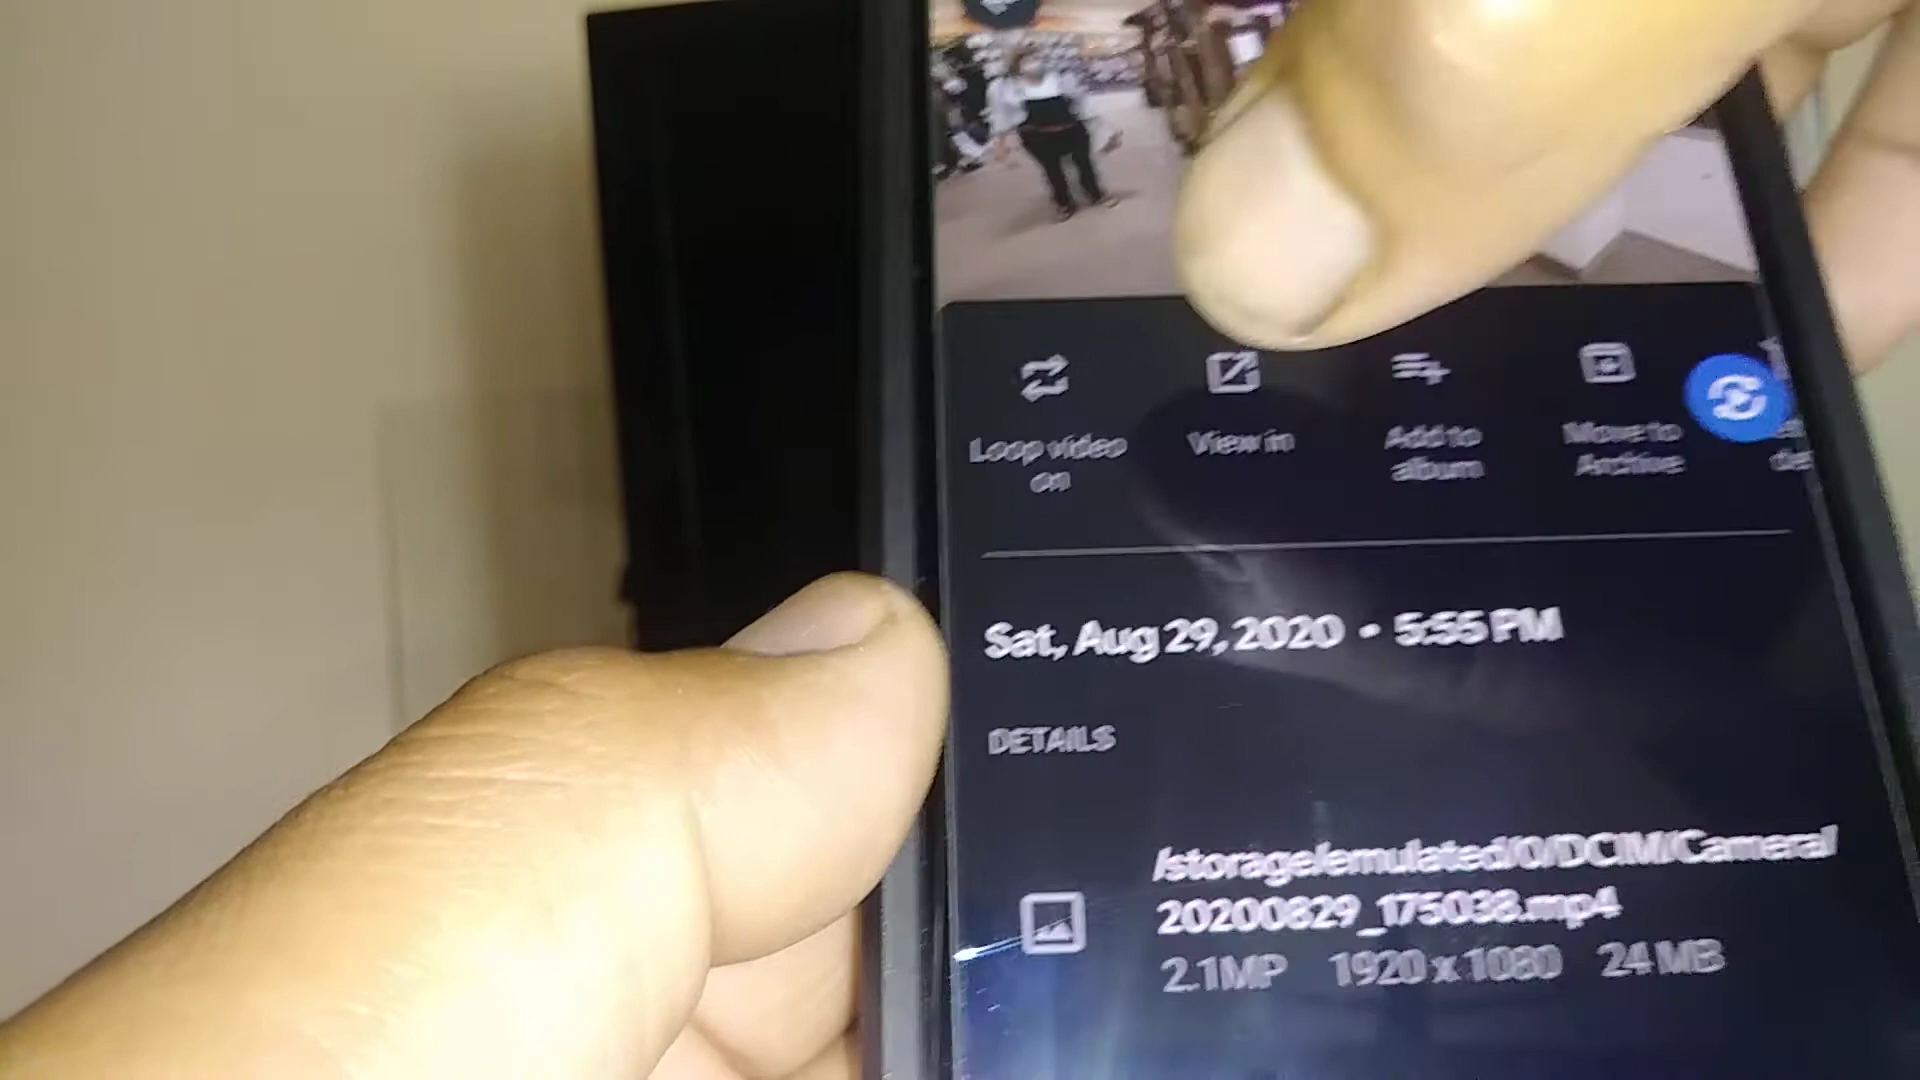 Loop video
on
View in
Add to
album
Move to
Archive
Sat, Aug 29, 2020 • 5:55 PM
DETAILS
/storage/emulated/0/DCIM/Camera/
20200829_175038.mp4
2.1MP 1920 x 1080 24 MB